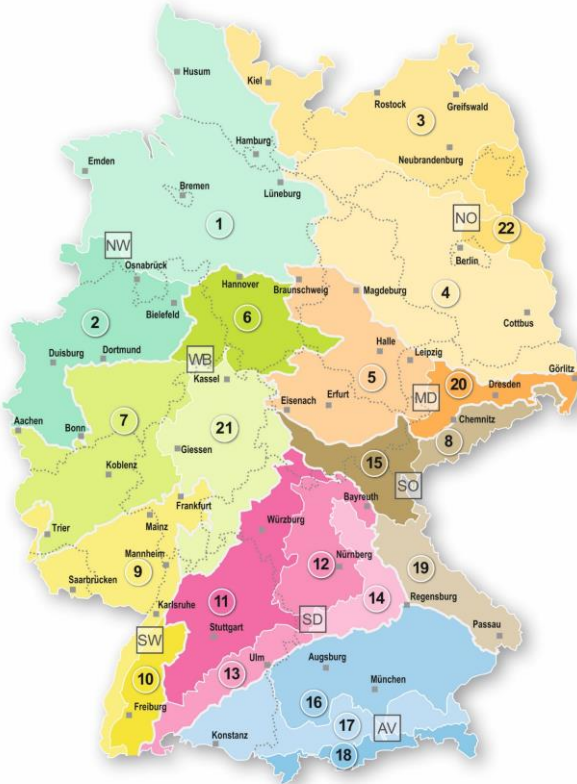 Husum
Kiel
Rostock
Greifswald
3
Hamburg
Neubrandenburg
Emden
Lüneburg
Bremen
1
NO
22
NW
Berlin
Osnabrück
Hannover
Braunschweig
Magdeburg
4
2
Bielefeld
6
Cottbus
Duisburg
Dortmund
Halle
Leipzig
WB
Kassel
5
MD
20
Dresden
Görlitz
Eisenach
Erfurt
Chemnitz
Aachen
Bonn
7
21
8
Giessen
15
Koblenz
SO
Frankfurt
Bayreuth
Trier
Mainz
Würzburg
Mannheim
9
12
Nürnberg
19
Saarbrücken
11
14
Regensburg
Karlsruhe
SD
Stuttgart
Passau
SW
Ulm
Augsburg
10
13
München
16
Freiburg
17
AV
Konstanz
18